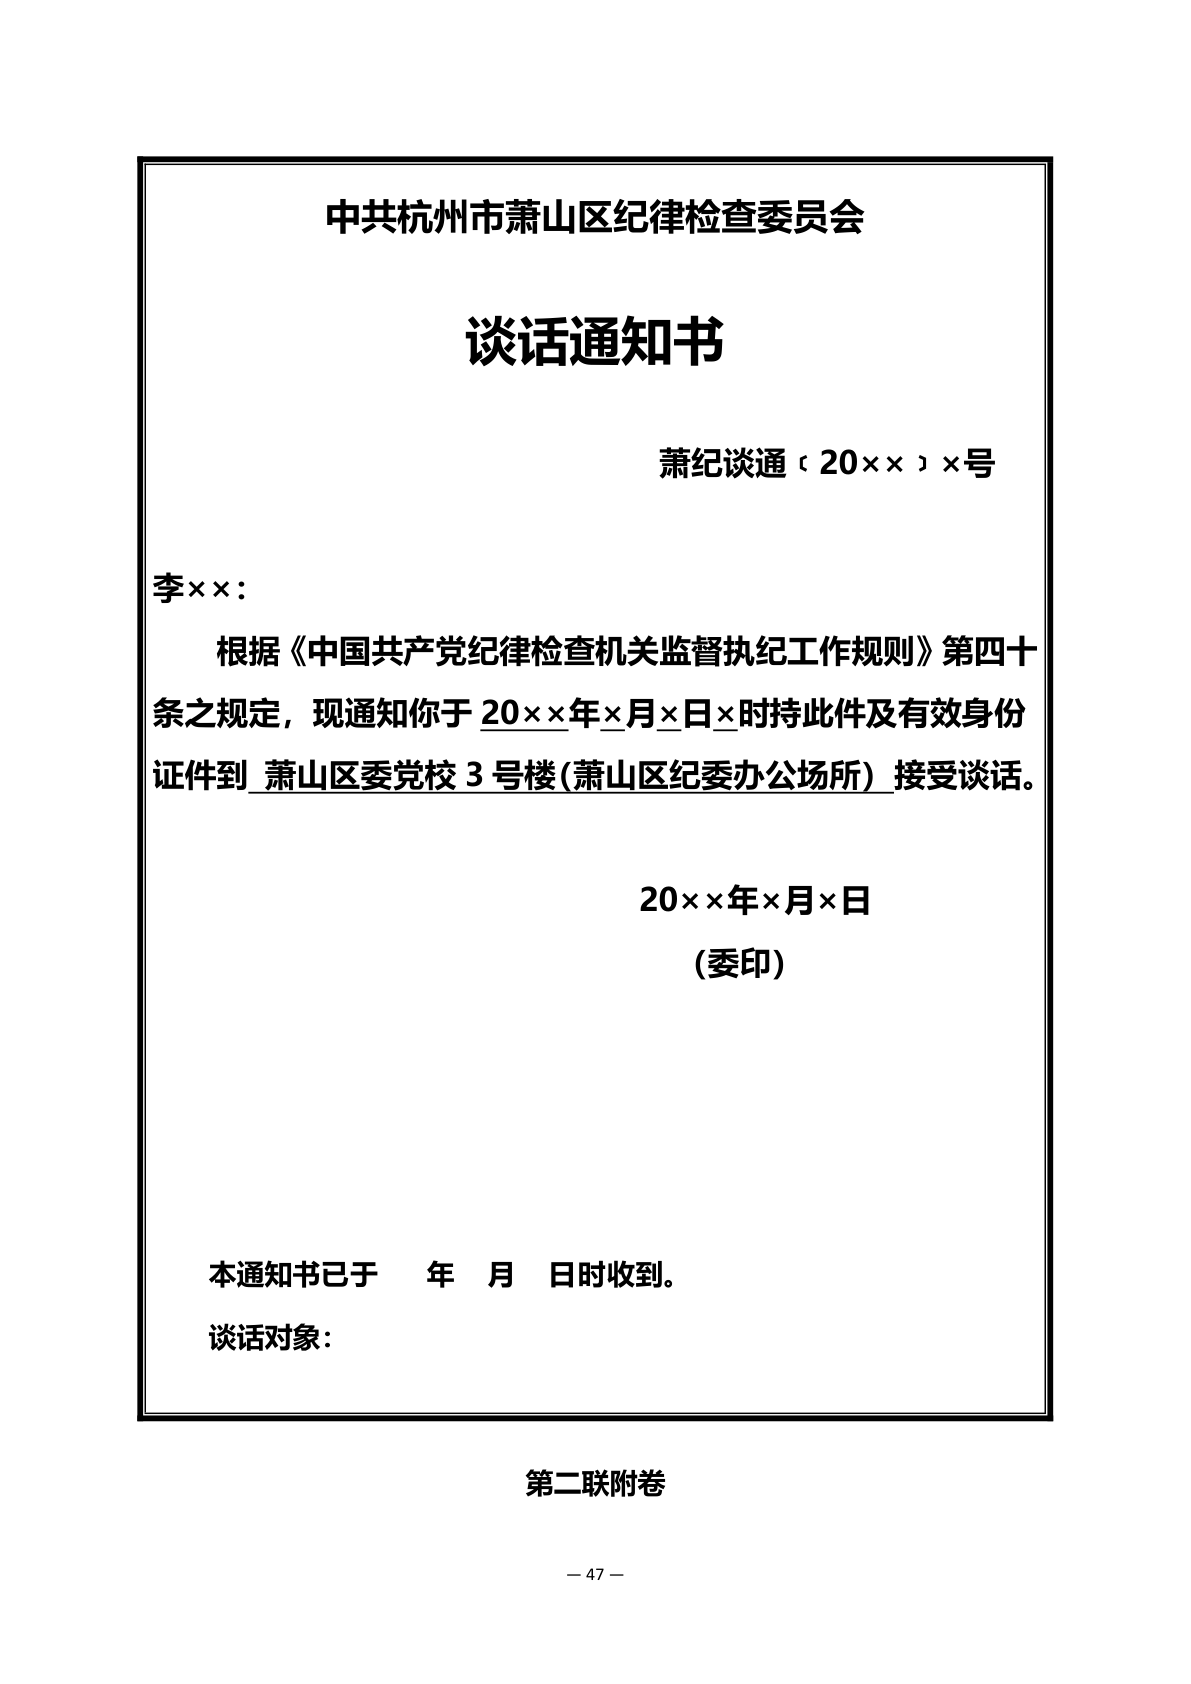 中共杭州市萧山区纪律检查委员会
谈话通知书
萧纪谈通﹝20××﹞×号
李××：
根据《中国共产党纪律检查机关监督执纪工作规则》第四十
条之规定，现通知你于 20××年×月×日×时持此件及有效身份
证件到 萧山区委党校 3 号楼（萧山区纪委办公场所） 接受谈话。
20××年×月×日
（委印）
本通知书已于 年 月 日时收到。
谈话对象：
第二联附卷
— 47 —